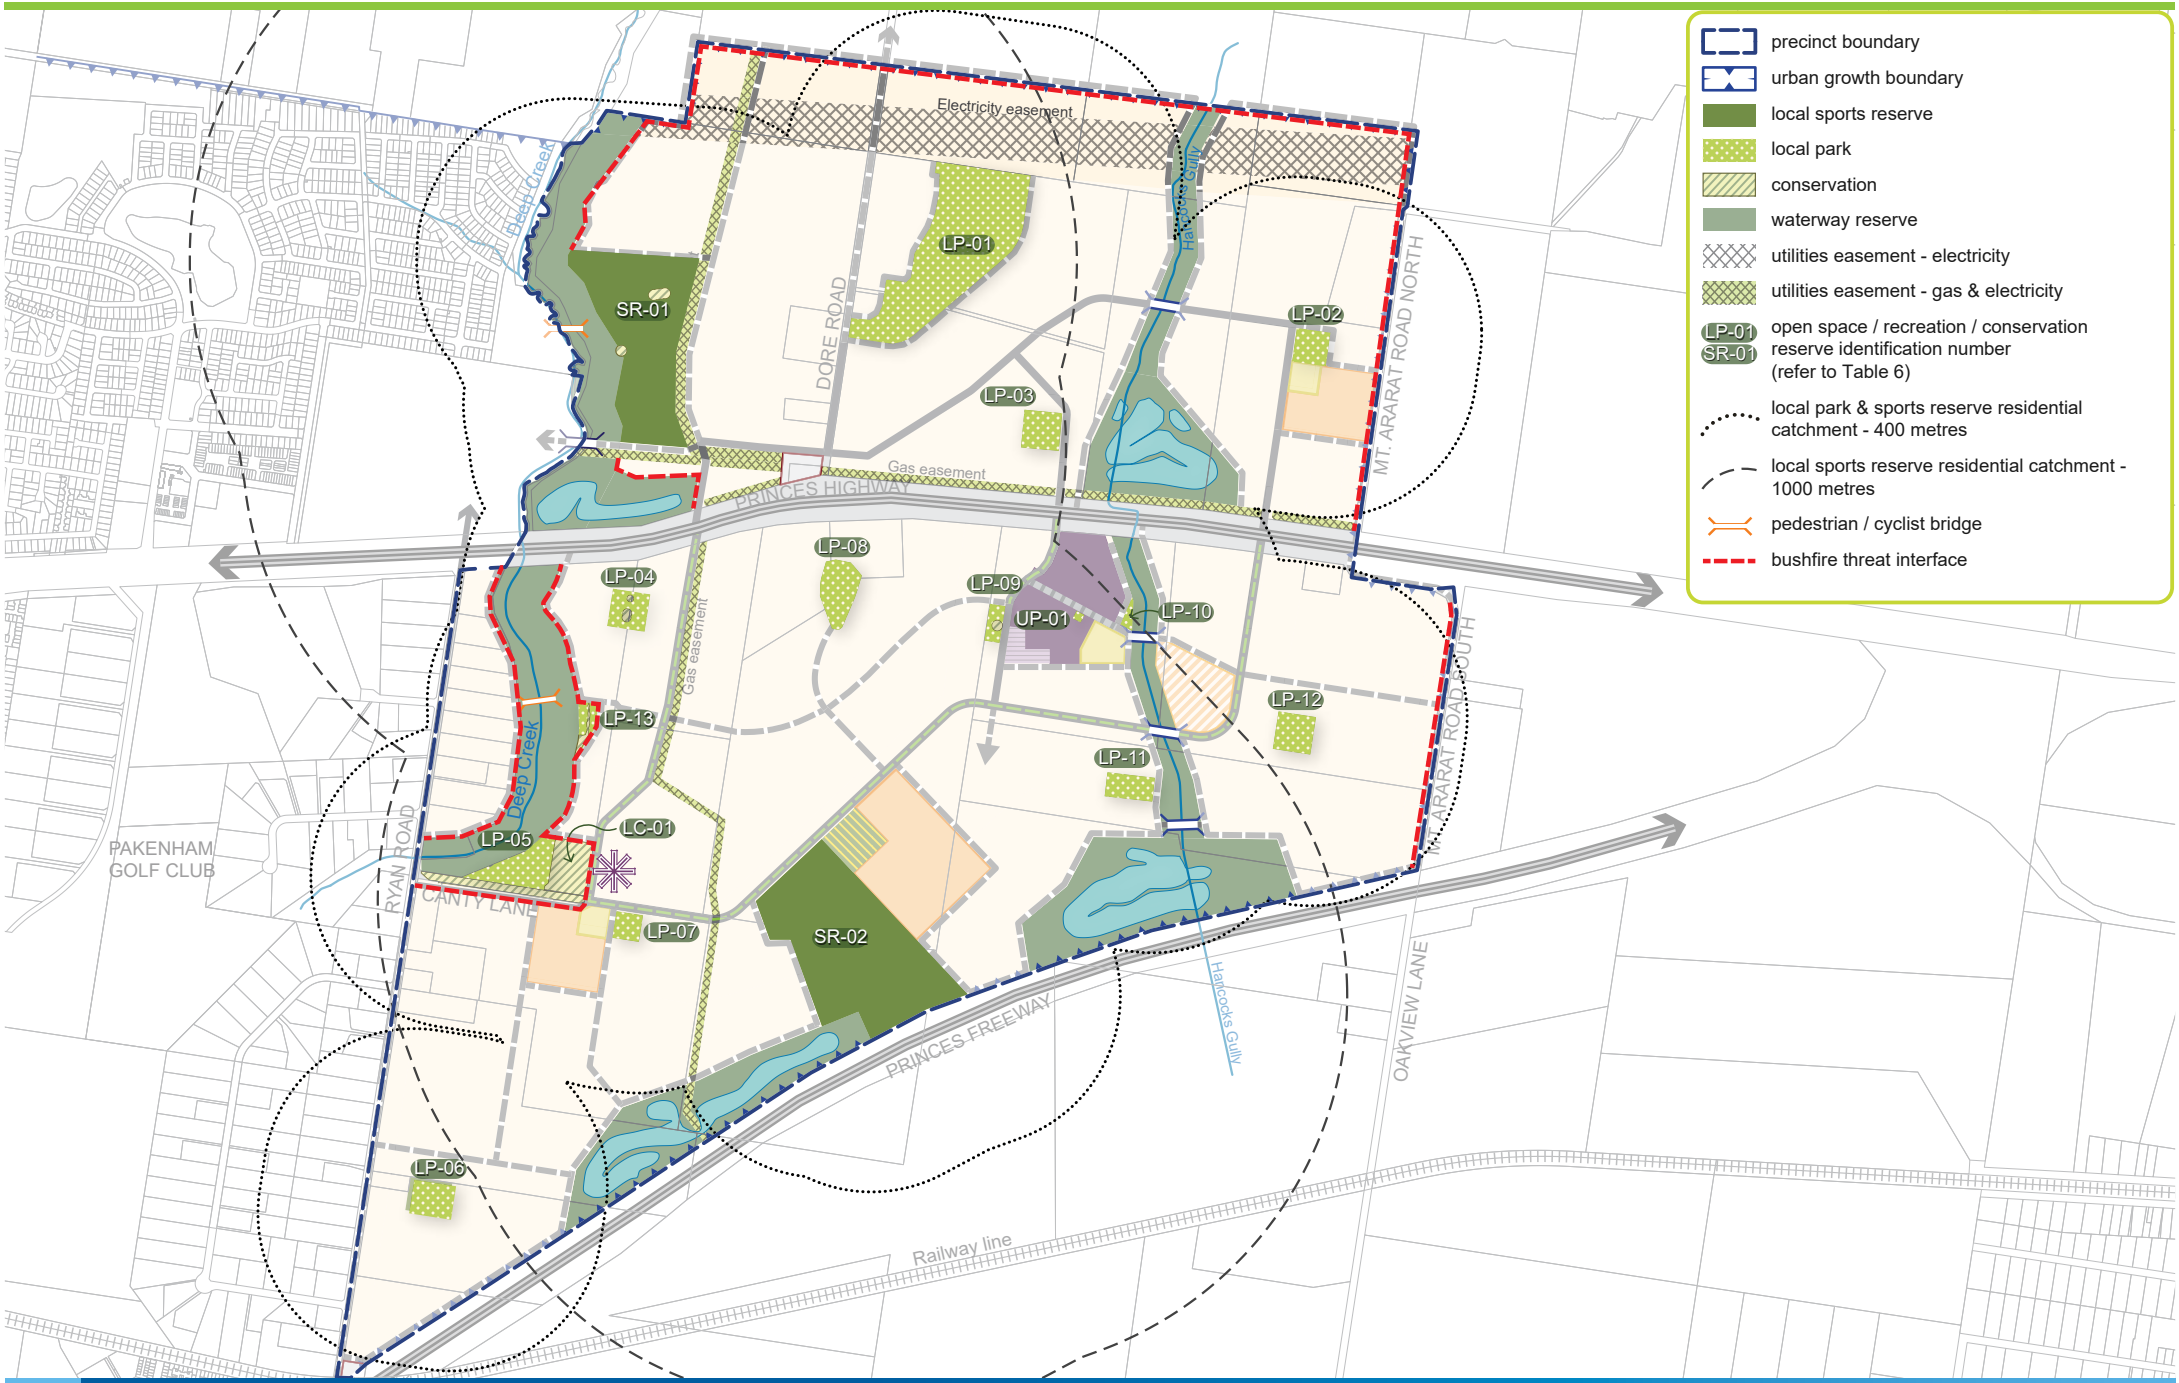 precinct boundary
urban growth boundary
local sports reserve
local park
conservation
waterway reserve
utilities easement - electricity
utilities easement - gas & electricity
LP-01
SR-01
open space / recreation / conservation
reserve identification number
(refer to Table 6)
local park & sports reserve residential
catchment - 400 metres
local sports reserve residential catchment -
1000 metres
pedestrian / cyclist bridge
bushfire threat interface
Electricity easement
Deep Creek
Hancocks Gully
LP-01
SR-01
DORE ROAD
LP-02
MT. ARARAT ROAD NORTH
LP-03
Gas easement
PRINCES HIGHWAY
LP-08
LP-04
LP-09
UP-01
LP-10
Gas easement
LP-12
LP-13
MT. ARARAT ROAD SOUTH
Deep Creek
LP-11
LC-01
LP-05
PAKENHAM
GOLF CLUB
RYAN ROAD
CANTY LANE
LP-07
SR-02
Hancocks Gully
OAKVIEW LANE
PRINCES FREEWAY
LP-06
Railway line